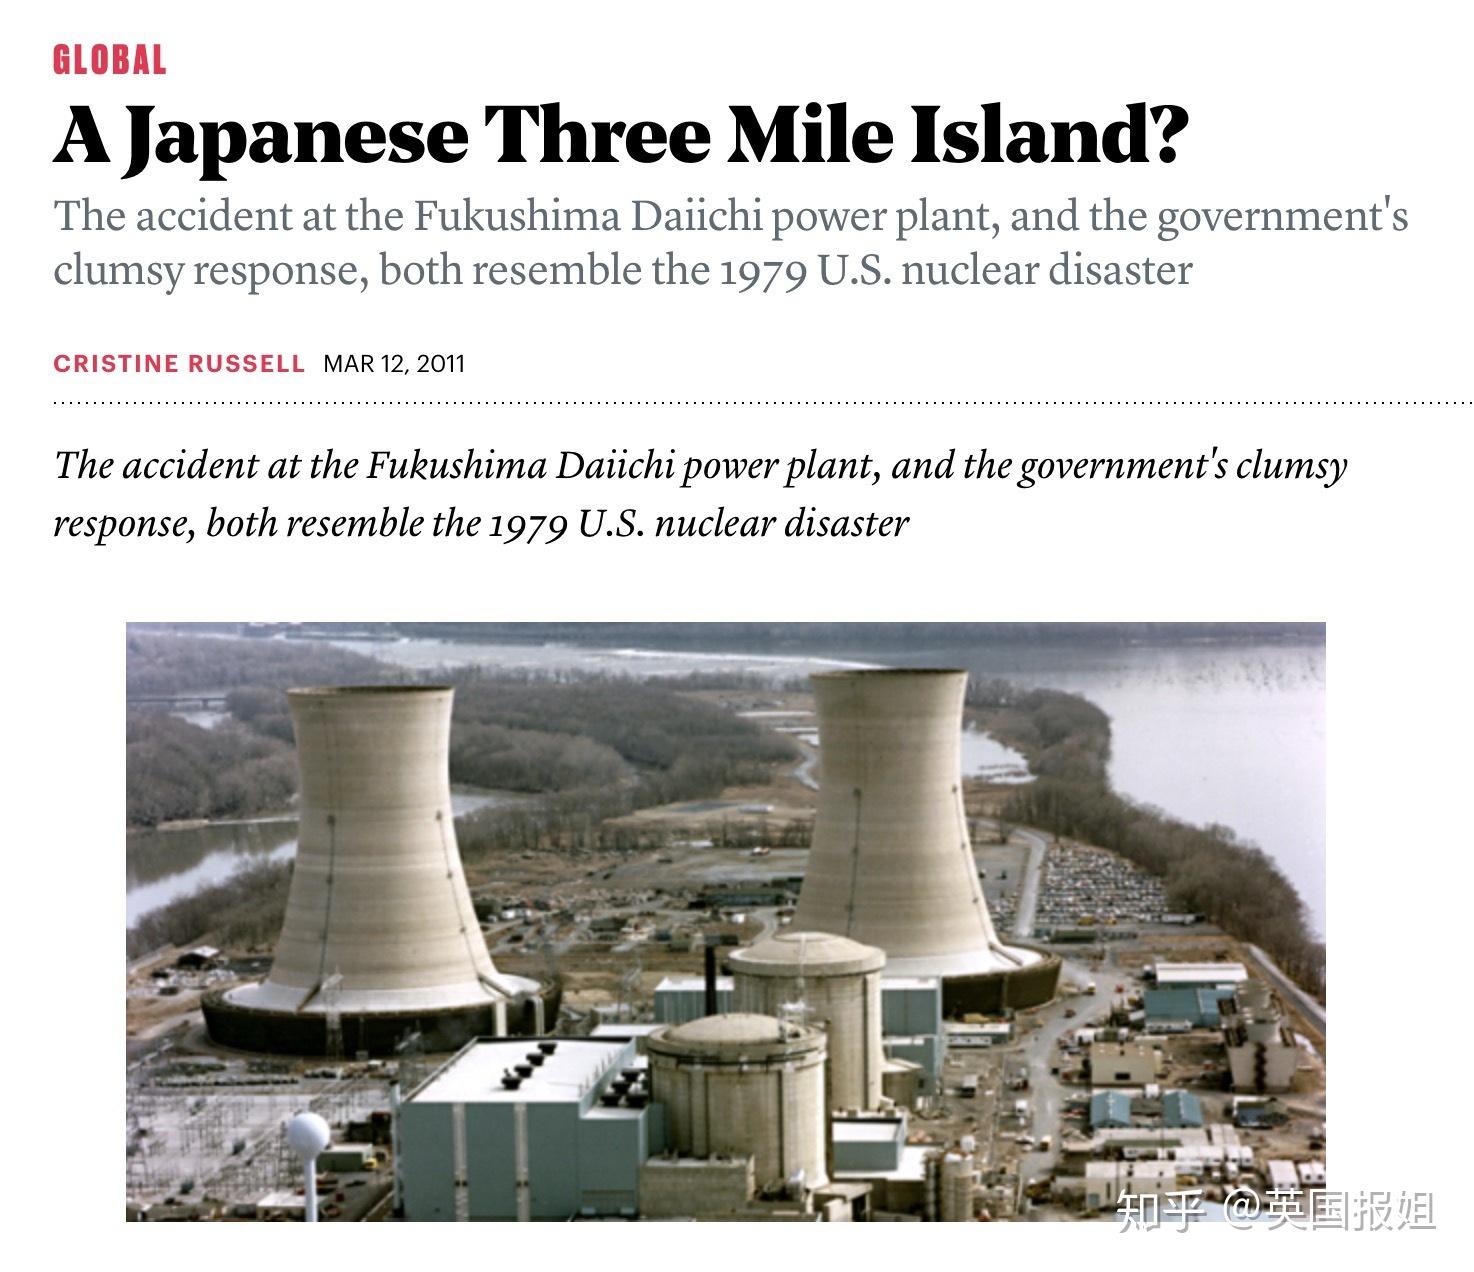 GLOBAL
A Japanese Three Mile Island?
The accident at the Fukushima Daiichi power plant, and the government's
clumsy response, both resemble the 1979 U.S. nuclear disaster
CRISTINE RUSSELL MAR 12, 2011
The accident at the Fukushima Daiichi power plant, and the government's clumsy
response, both resemble the 1979 U.S. nuclear disaster
知乎 @英国报姐